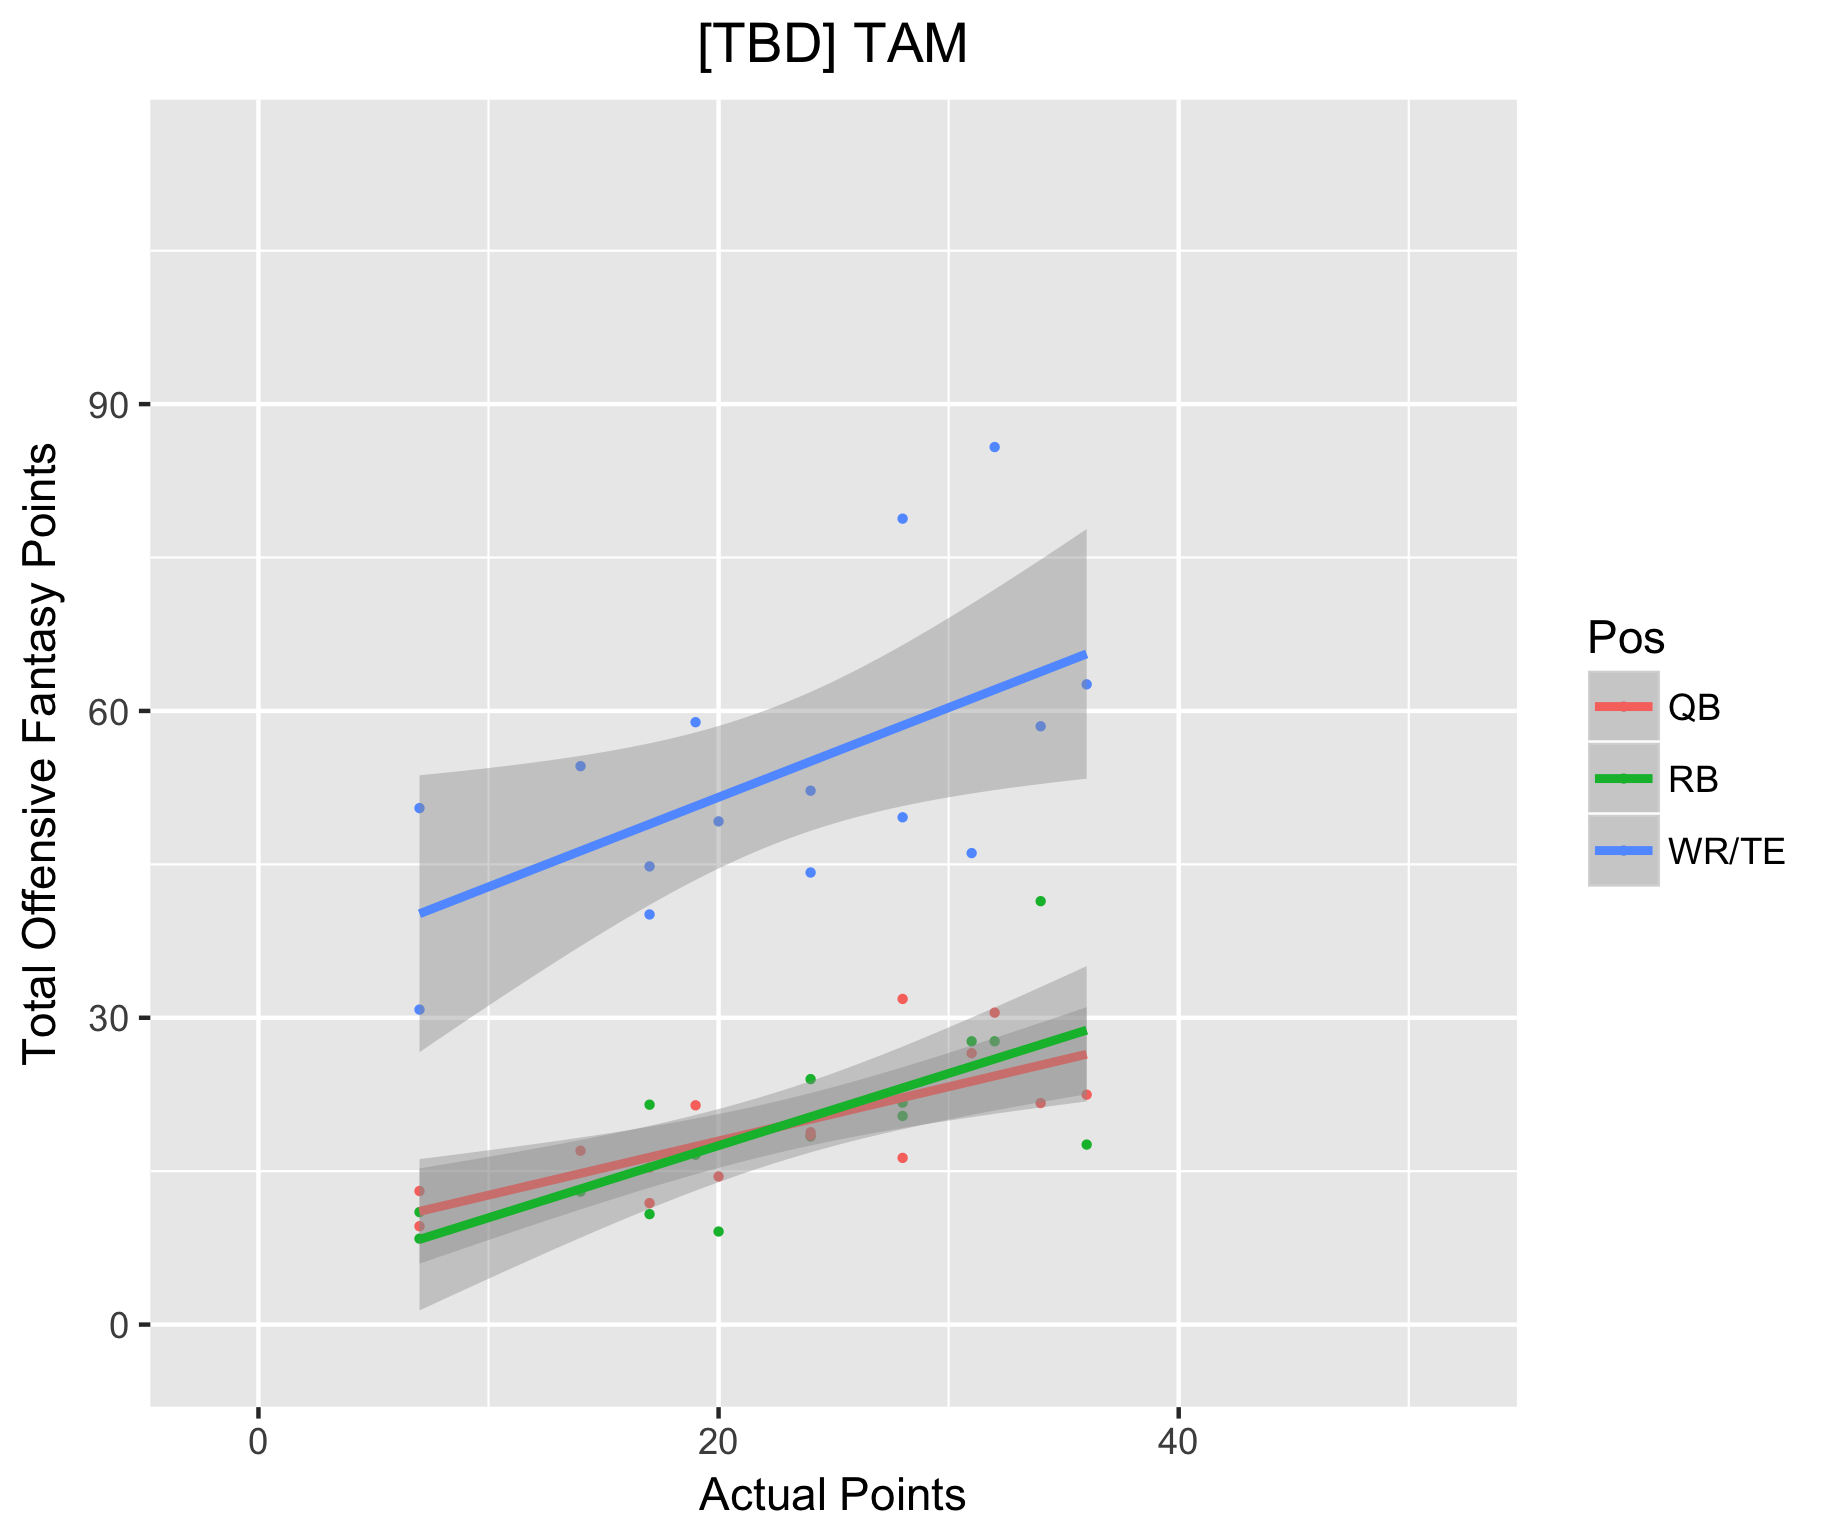 [TBD] TAM
Total Offensive Fantasy Points
90
60
30
0
0
20
40
Actual Points
Pos
QB
RB
WR/TE